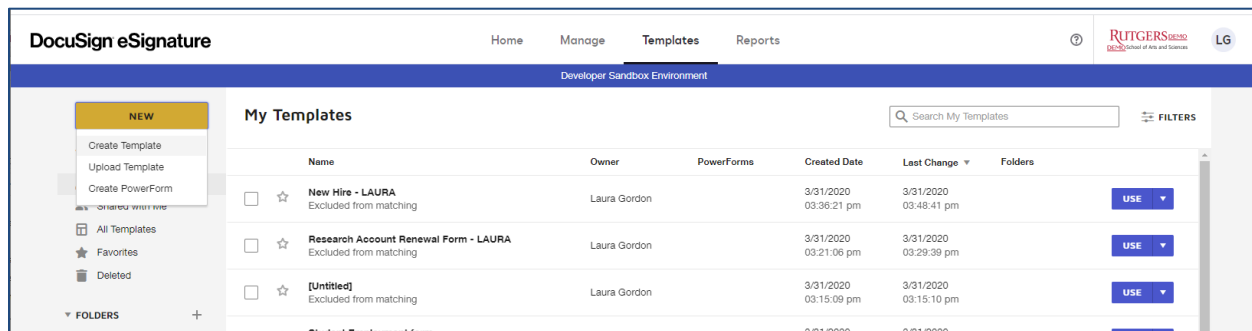 DocuSign eSignature
Home Manage Templates Reports
RUTGERS DEMO
DEMO School of Arts and Sciences
LG
Developer Sandbox Environment
NEW
Create Template
Upload Template
Create PowerForm
Shared with Me
All Templates
Favorites
Deleted
FOLDERS
My Templates
Search My Templates
FILTERS
Name Owner PowerForms Created Date Last Change Folders
New Hire - LAURA
Excluded from matching
Laura Gordon
3/31/2020
03:36:21 pm
3/31/2020
03:48:41 pm
USE
Research Account Renewal Form - LAURA
Excluded from matching
Laura Gordon
3/31/2020
03:21:06 pm
3/31/2020
03:29:39 pm
USE
[Untitled]
Excluded from matching
Laura Gordon
3/31/2020
03:15:09 pm
3/31/2020
03:15:10 pm
USE